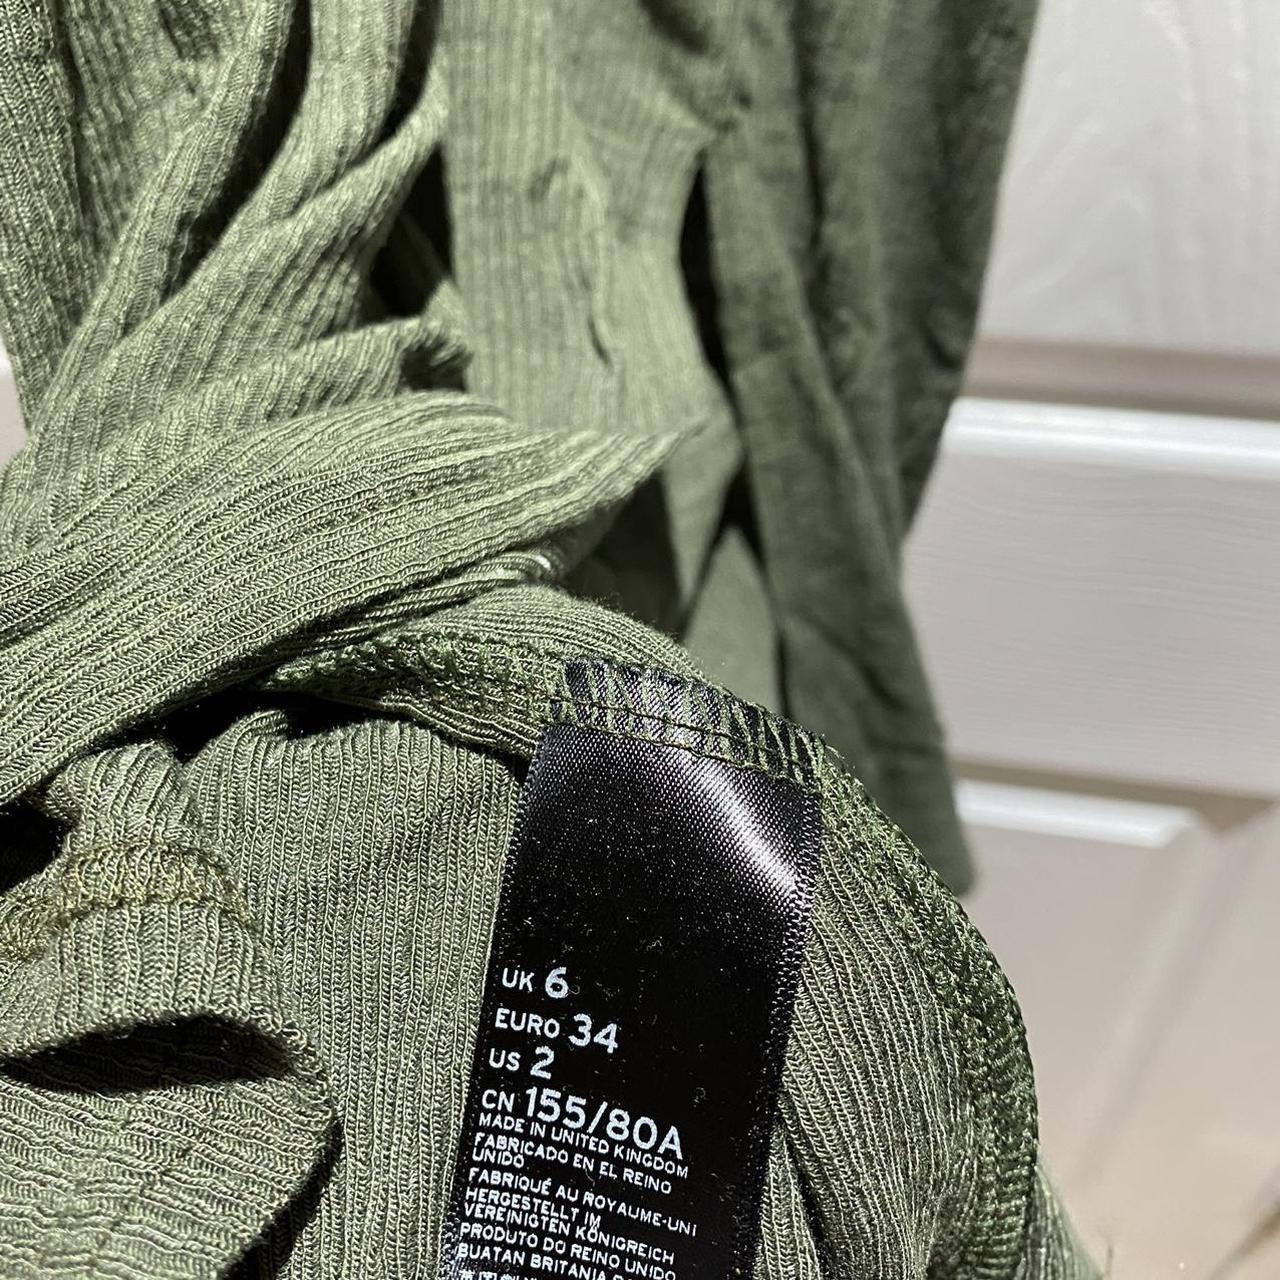 UK 6
EURO 34
US 2
CN 155/80A
MADE IN UNITED KINGDOM
FABRICADO EN EL REINO
UNIDO
FABRIQUÉ AU ROYAUME-UNI
HERGESTELLT IM
VEREINIGTEN KÖNIGREICH
PRODUTO DO REINO UNIDO
BUATAN BRITANIA